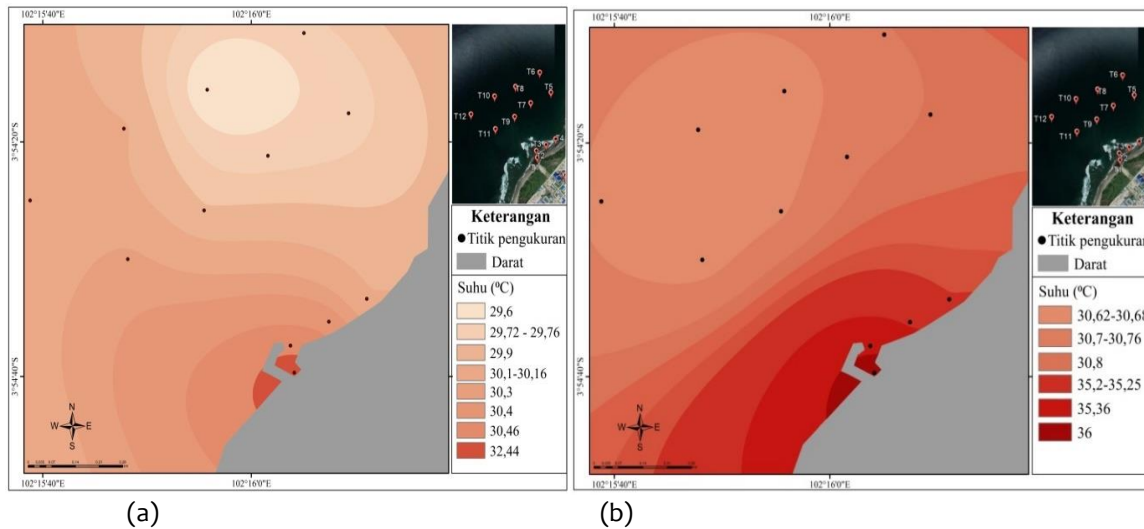 102°15'40"E
102°16'0"E
3°54'20"S
3°54'40"S
N
W
E
S
102°15'40"E
102°16'0"E
T6
T8
T5
T10
T7
T12
T9
T11
Keterangan
Titik pengukuran
Darat
Suhu (ºC)
29,6
29,72 - 29,76
29,9
30,1-30,16
30,3
30,4
30,46
32,44
(a)
102°15'40"E
102°16'0"E
3°54'20"S
3°54'40"S
N
W
E
S
102°15'40"E
102°16'0"E
T6
T8
T5
T10
T7
T12
T9
T11
Keterangan
Titik pengukuran
Darat
Suhu (ºC)
30,62-30,68
30,7-30,76
30,8
35,2-35,25
35,36
36
(b)